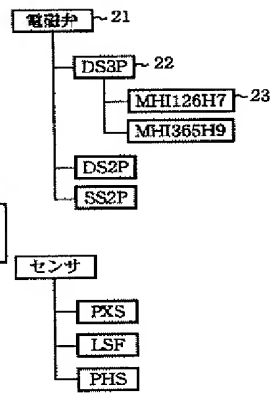 電磁弁 21
DS3P 22
MHI126H7 23
MHI365H9
DS2P
SS2P
センサ
PXS
LSF
PHS